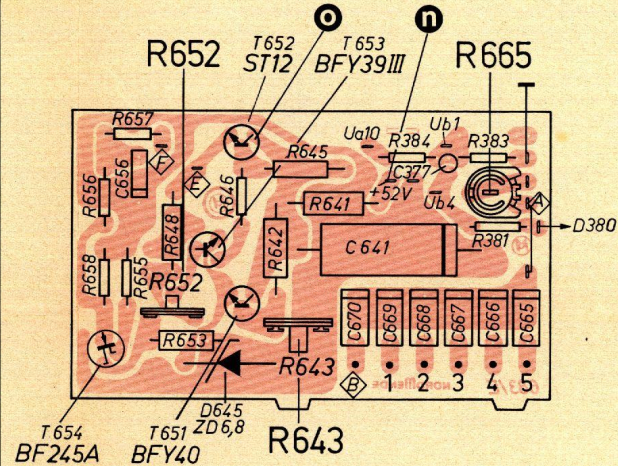 o
n
T652
ST12
T653
BFY39III
R652
R665
R657
C656
F
E
R656
R646
R645
Ua10
R384
Ub1
R383
C377
+52V
Ub4
A
R648
R641
R642
C641
R381
D380
R658
R655
R652
R653
R643
C670
C669
C668
C667
C666
C665
B
1
2
3
4
5
NORDMENDE
T654
BF245A
T651
BFY40
D645
ZD6,8
R643